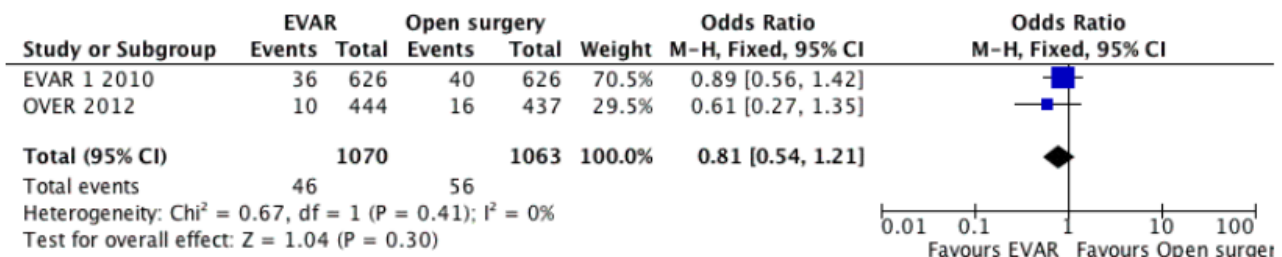 EVAR Open surgery Odds Ratio Odds Ratio
Study or Subgroup Events Total Events Total Weight M-H, Fixed, 95% CI M-H, Fixed, 95% CI
EVAR 1 2010 36 626 40 626 70.5% 0.89 [0.56, 1.42]
OVER 2012 10 444 16 437 29.5% 0.61 [0.27, 1.35]
Total (95% CI) 1070 1063 100.0% 0.81 [0.54, 1.21]
Total events 46 56
Heterogeneity: Chi² = 0.67, df = 1 (P = 0.41); I² = 0%
Test for overall effect: Z = 1.04 (P = 0.30)
0.01 0.1 1 10 100
Favours EVAR Favours Open surger